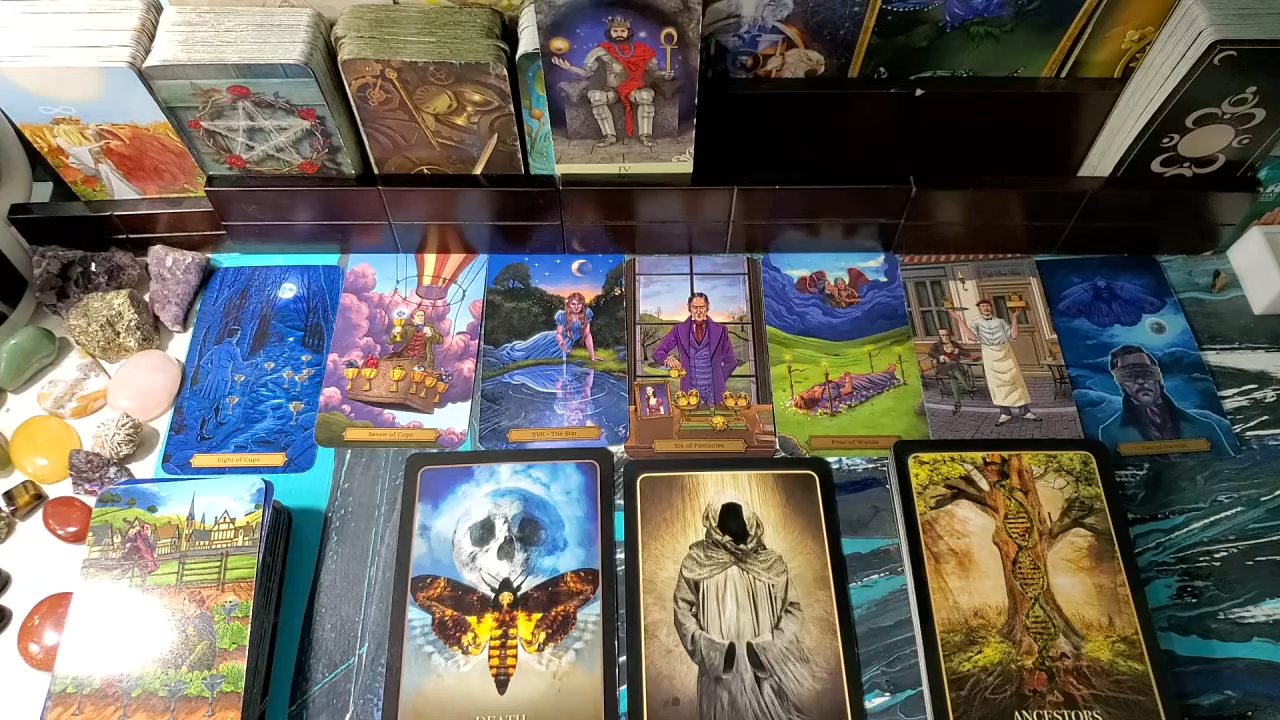 IV
Eight of Cups
Seven of Cups
XVII - The Star
Six of Pentacles
Four of Wands
DEATH
ANCESTORS